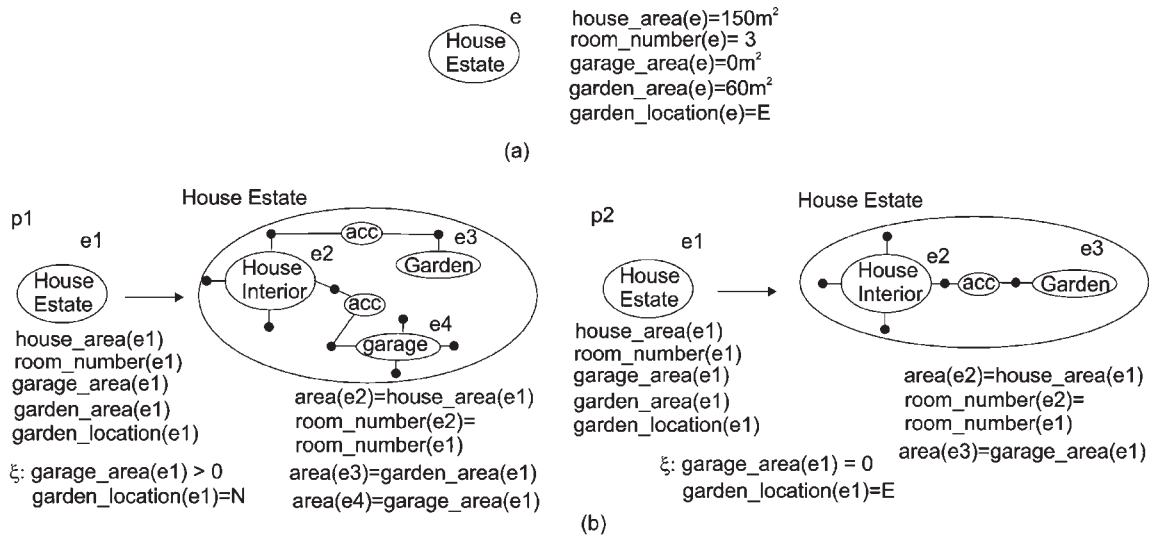 e
House
Estate
house_area(e)=150m²
room_number(e)= 3
garage_area(e)=0m²
garden_area(e)=60m²
garden_location(e)=E
(a)
p1
e1
House
Estate
house_area(e1)
room_number(e1)
garage_area(e1)
garden_area(e1)
garden_location(e1)
ξ: garage_area(e1) > 0
garden_location(e1)=N
House Estate
acc
e3
Garden
e2
House
Interior
acc
e4
garage
area(e2)=house_area(e1)
room_number(e2)=
room_number(e1)
area(e3)=garden_area(e1)
area(e4)=garage_area(e1)
p2
e1
House
Estate
house_area(e1)
room_number(e1)
garage_area(e1)
garden_area(e1)
garden_location(e1)
ξ: garage_area(e1) = 0
garden_location(e1)=E
House Estate
e2
House
Interior
acc
e3
Garden
area(e2)=house_area(e1)
room_number(e2)=
room_number(e1)
area(e3)=garage_area(e1)
(b)